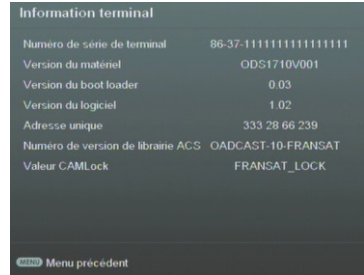 Information terminal
Numéro de série de terminal 86-37-1111111111111111
Version du matériel ODS1710V001
Version du boot loader 0.03
Version du logiciel 1.02
Adresse unique 333 28 66 239
Numéro de version de librairie ACS OADCAST-10-FRANSAT
Valeur CAMLock FRANSAT_LOCK
MENU Menu précédent